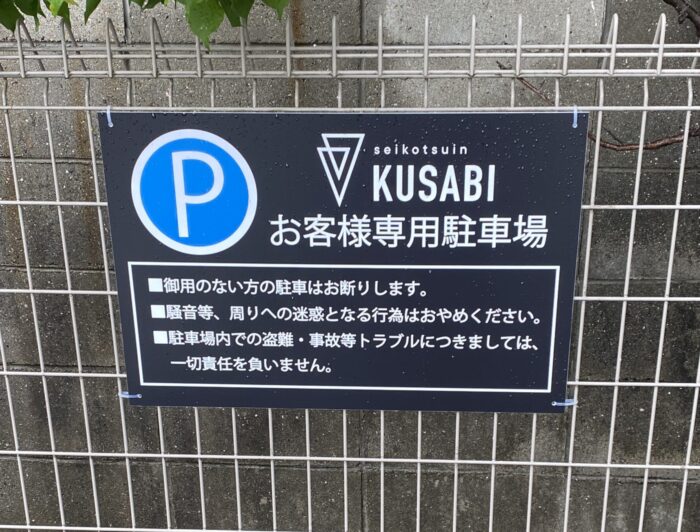 P
seikotsuin
KUSABI
お客様専用駐車場
■御用のない方の駐車はお断りします。
■騒音等、周りへの迷惑となる行為はおやめください。
■駐車場内での盗難・事故等トラブルにつきましては、
一切責任を負いません。